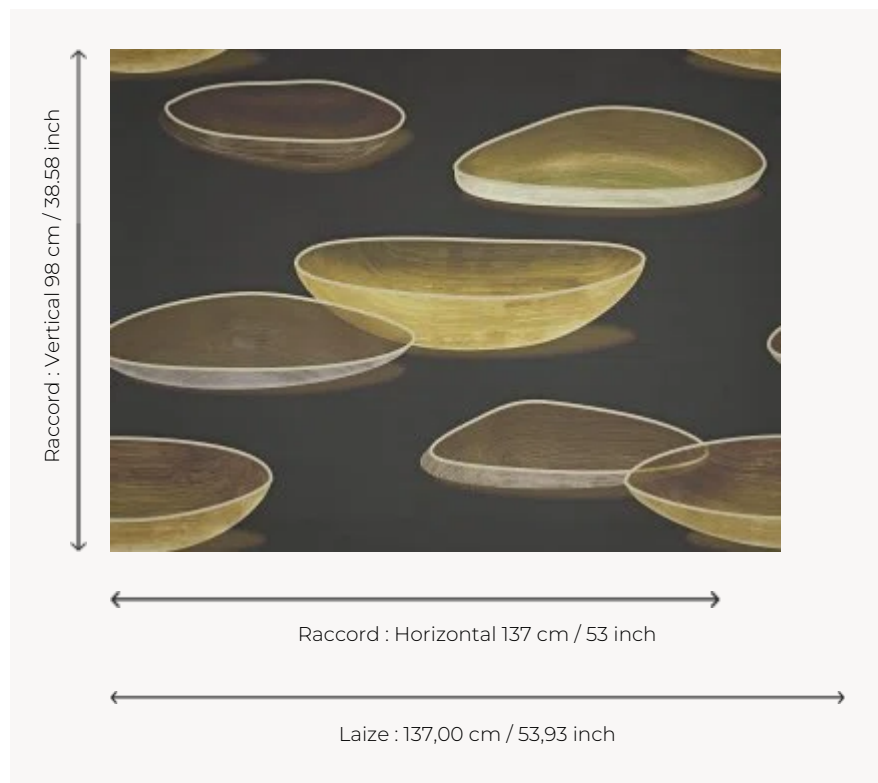 Raccord : Vertical 98 cm / 38.58 inch
Raccord : Horizontal 137 cm / 53 inch
Laize : 137,00 cm / 53,93 inch